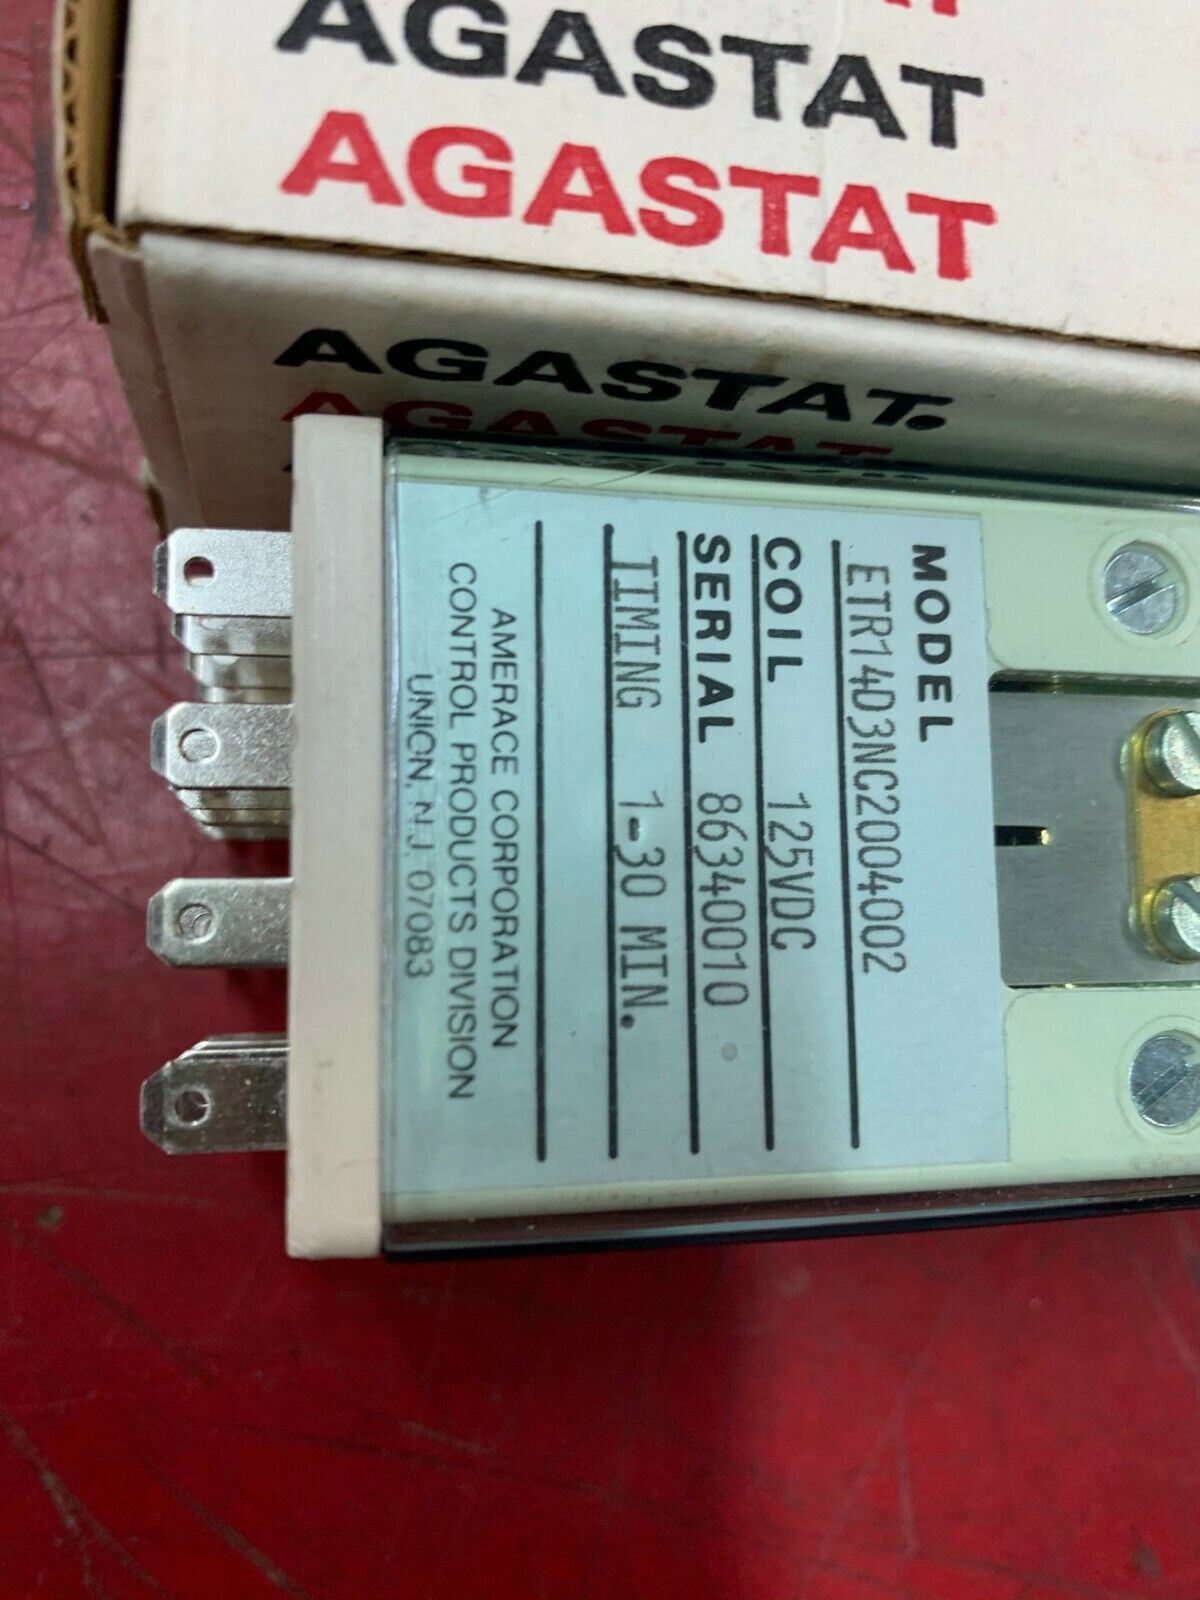 AGASTAT
AGASTAT
AGASTAT.
AGASTAT
MODEL
ETR14D3NC2004002
COIL 125VDC
SERIAL 86340010
TIMING 1-30 MIN.
AMERACE CORPORATION
CONTROL PRODUCTS DIVISION
UNION, N.J. 07083